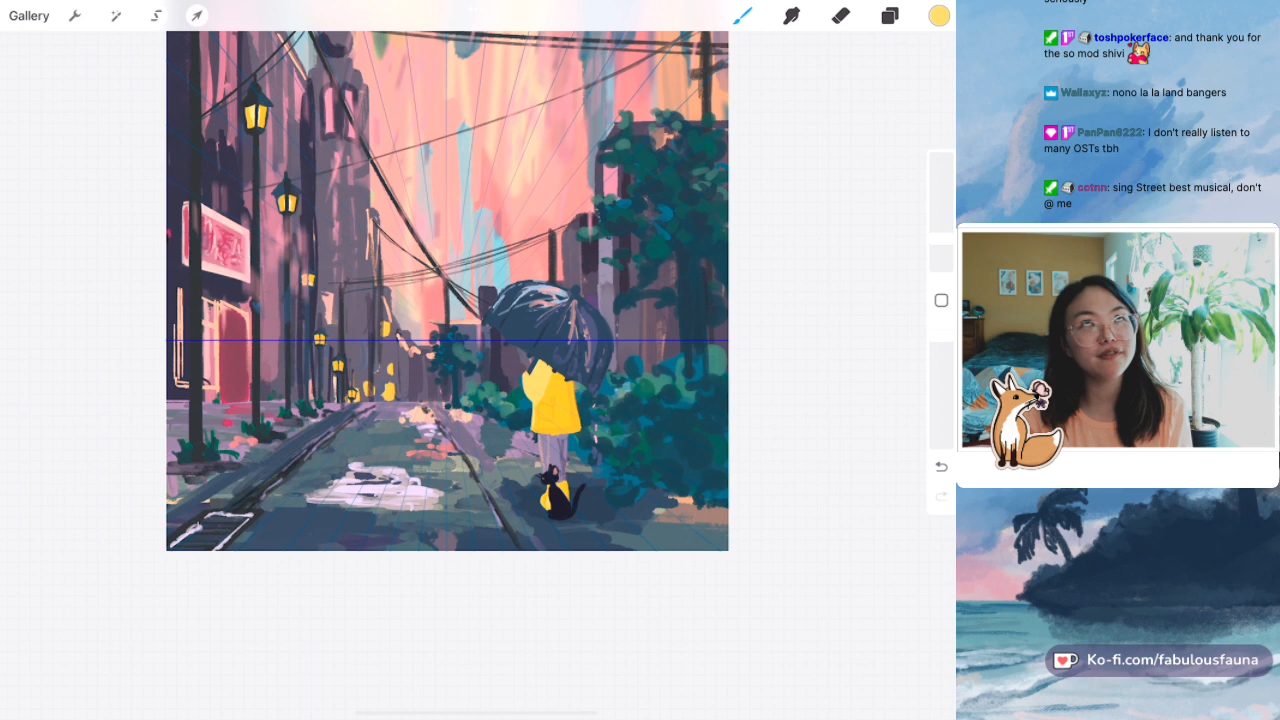 Gallery
seriously
toshpokerface: and thank you for
the so mod shivi
Wallaxyz: nono la la land bangers
PanPan6222: I don't really listen to
many OSTs tbh
cotnn: sing Street best musical, don't
@ me
Ko-fi.com/fabulousfauna